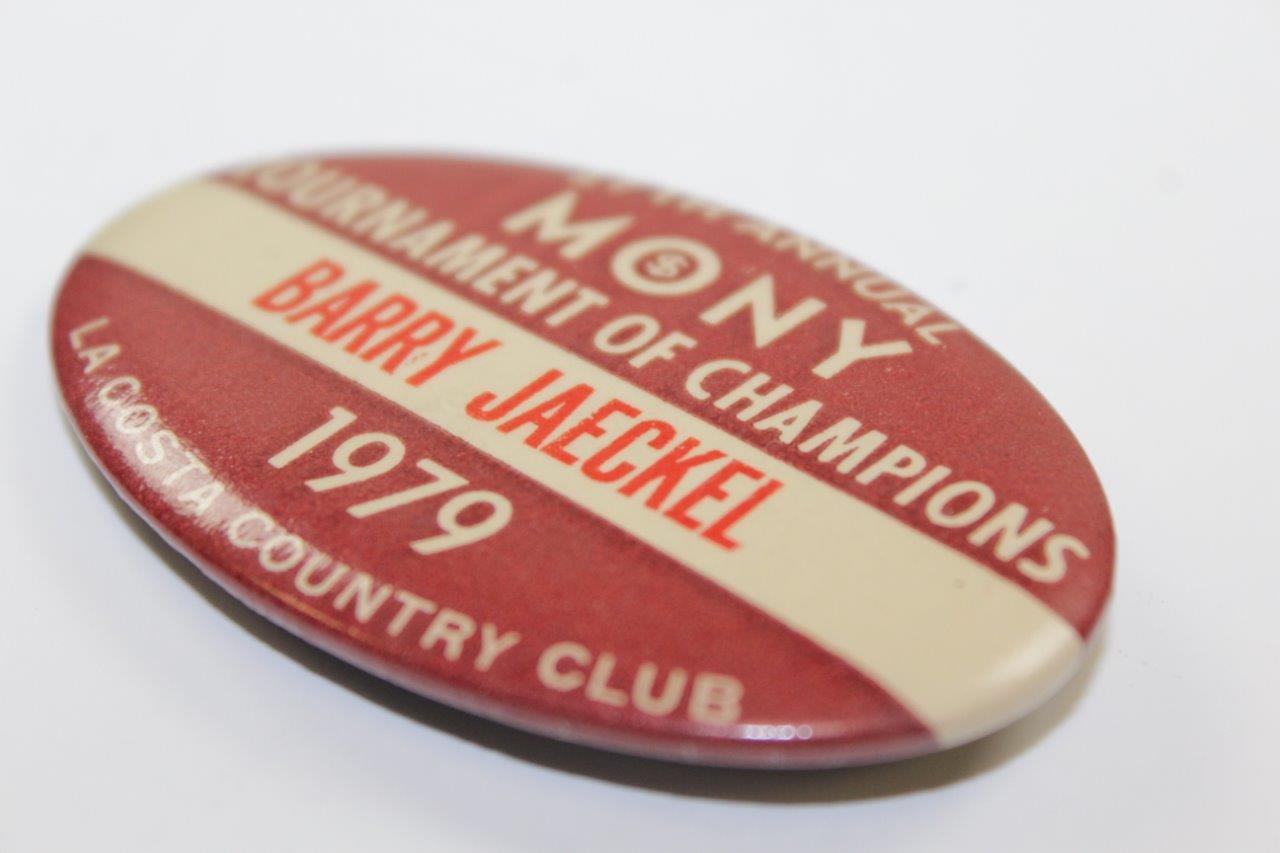 ANNUAL
MONY
TOURNAMENT OF CHAMPIONS
BARRY JAECKEL
1979
LA COSTA COUNTRY CLUB